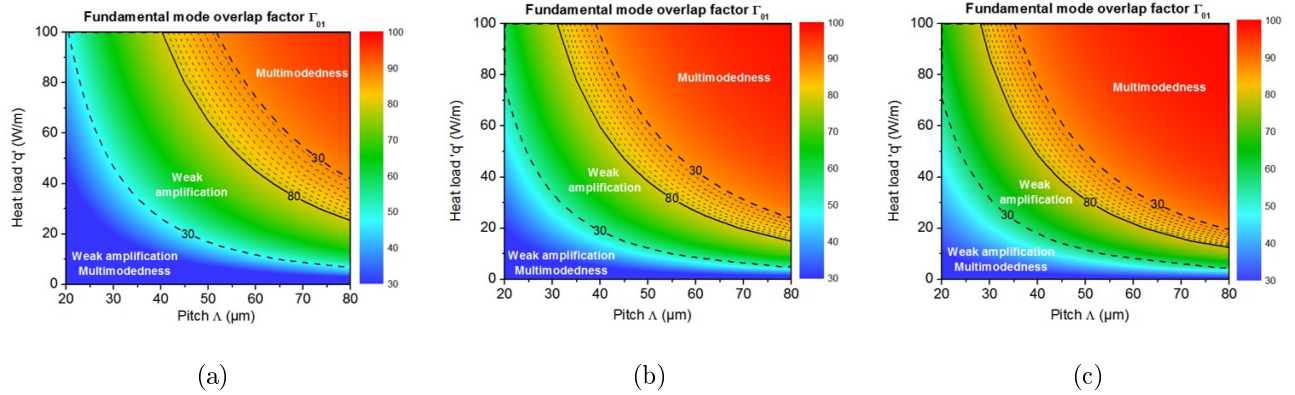 Fundamental mode overlap factor Γ01
100
80
60
40
20
0
Heat load 'q' (W/m)
20
30
40
50
60
70
80
Pitch Λ (µm)
Multimodedness
Weak
amplification
Weak amplification
Multimodedness
30
80
30
100
90
80
70
60
50
40
30
(a)
Fundamental mode overlap factor Γ01
100
80
60
40
20
0
Heat load 'q' (W/m)
20
30
40
50
60
70
80
Pitch Λ (µm)
Multimodedness
Weak
amplification
Weak amplification
Multimodedness
30
80
30
100
90
80
70
60
50
40
30
(b)
Fundamental mode overlap factor Γ01
100
80
60
40
20
0
Heat load 'q' (W/m)
20
30
40
50
60
70
80
Pitch Λ (µm)
Multimodedness
Weak
amplification
Weak amplification
Multimodedness
30
80
30
100
90
80
70
60
50
40
30
(c)